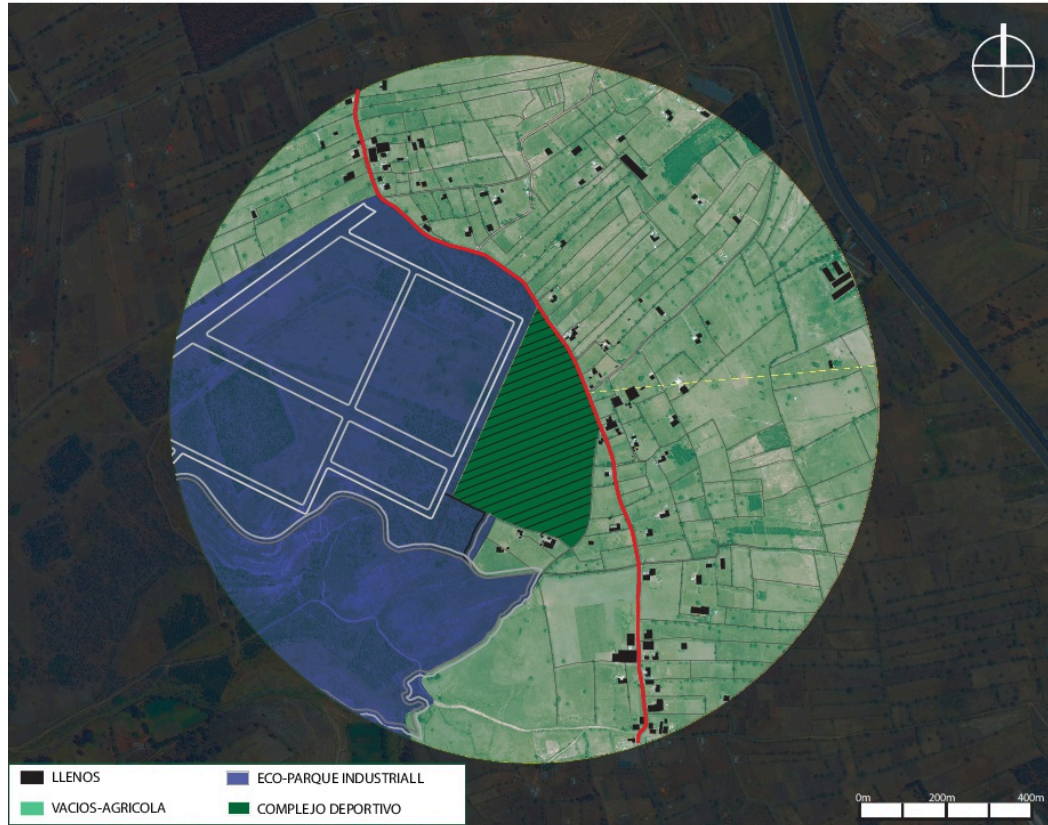 LLENOS
ECO-PARQUE INDUSTRIALL
VACIOS-AGRICOLA
COMPLEJO DEPORTIVO
0m 200m 400m